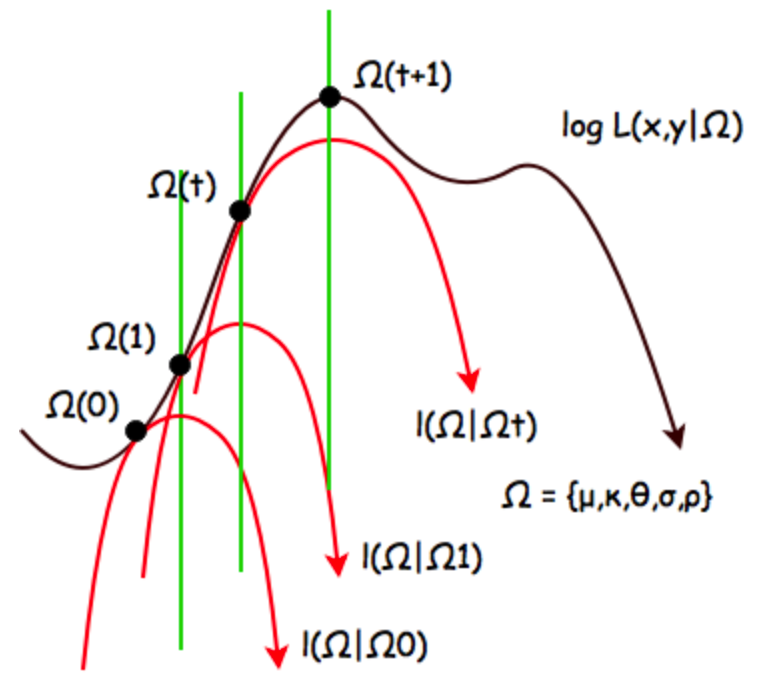 Ω(t+1)
log L(x,y|Ω)
Ω(t)
Ω(1)
Ω(0)
l(Ω|Ωt)
Ω = {μ,κ,θ,σ,ρ}
l(Ω|Ω1)
l(Ω|Ω0)